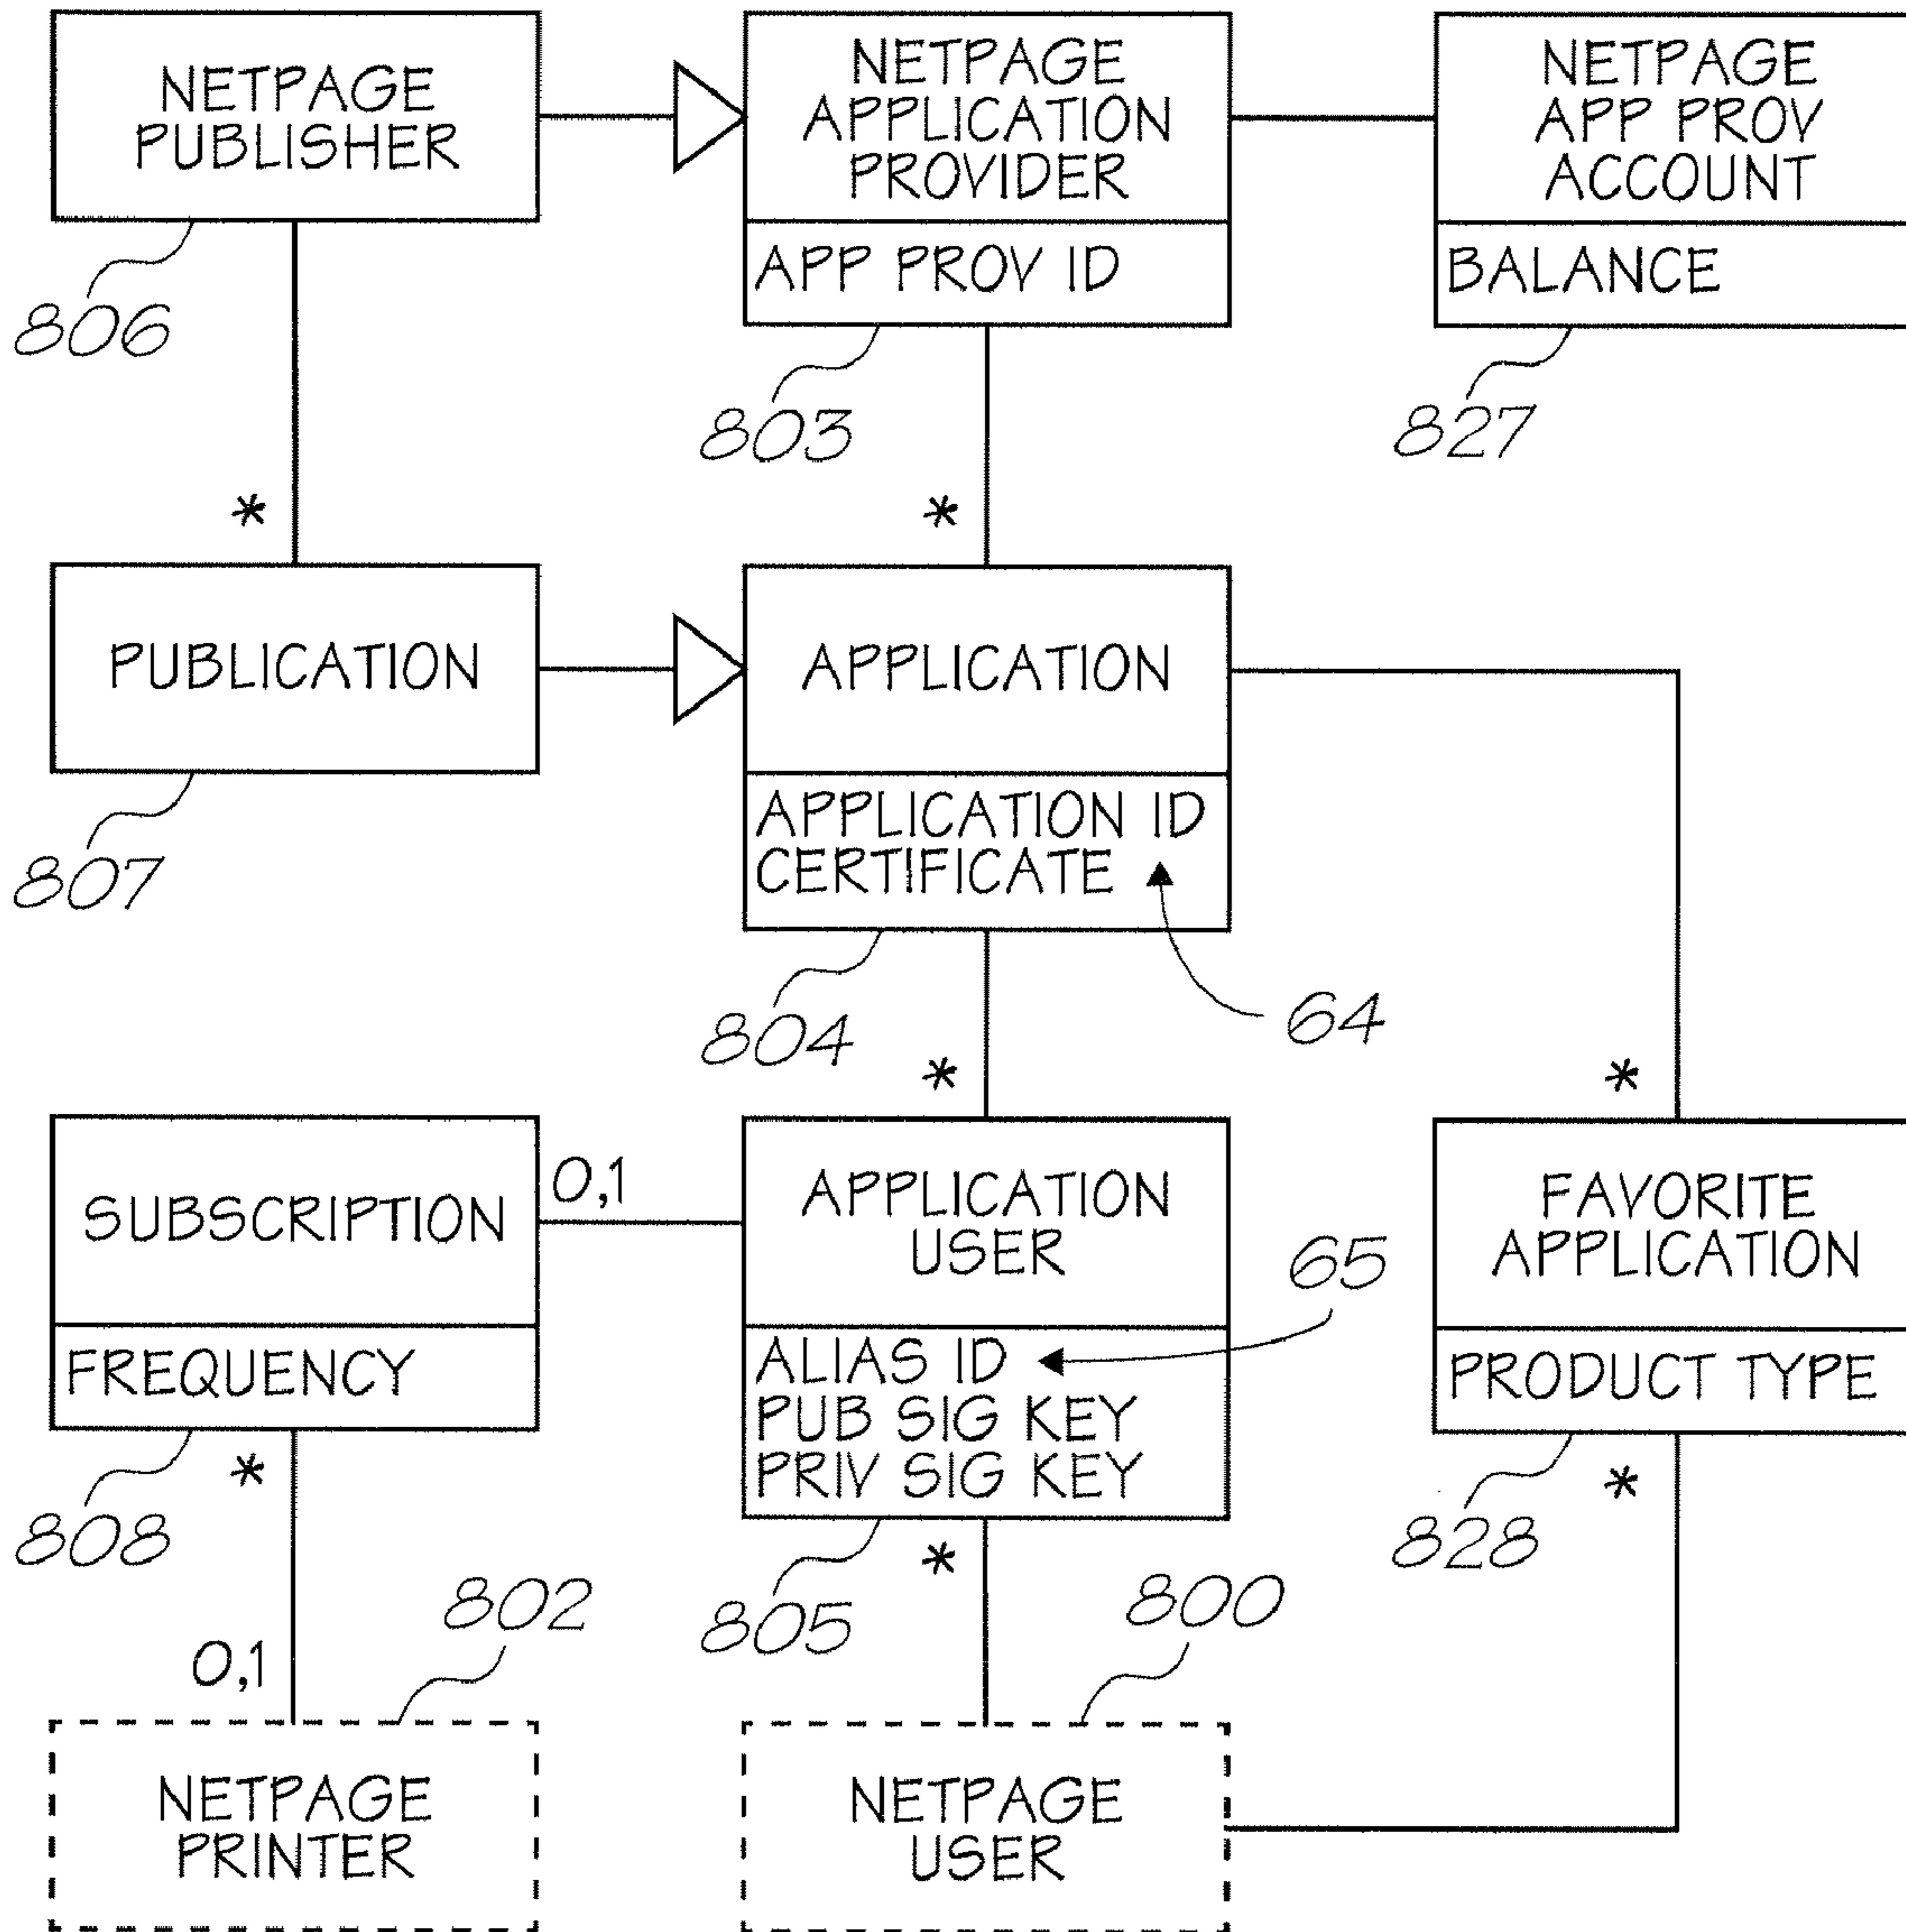 NETPAGE
PUBLISHER
NETPAGE
APPLICATION
PROVIDER
APP PROV ID
NETPAGE
APP PROV
ACCOUNT
BALANCE
806
803
827
*
*
PUBLICATION
APPLICATION
APPLICATION ID
CERTIFICATE
807
804
64
*
*
SUBSCRIPTION
0,1
APPLICATION
USER
FAVORITE
APPLICATION
65
FREQUENCY
ALIAS ID
PUB SIG KEY
PRIV SIG KEY
PRODUCT TYPE
*
*
808
828
*
802
805
800
0,1
NETPAGE
PRINTER
NETPAGE
USER